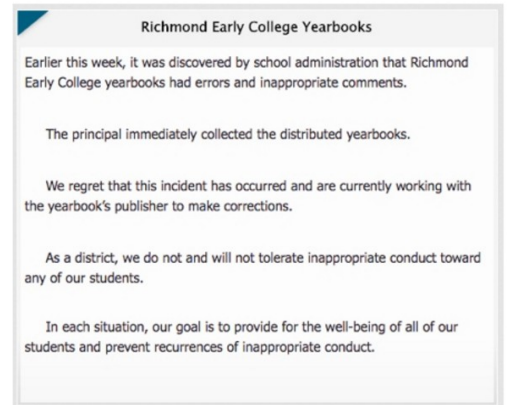 Richmond Early College Yearbooks
Earlier this week, it was discovered by school administration that Richmond
Early College yearbooks had errors and inappropriate comments.
The principal immediately collected the distributed yearbooks.
We regret that this incident has occurred and are currently working with
the yearbook's publisher to make corrections.
As a district, we do not and will not tolerate inappropriate conduct toward
any of our students.
In each situation, our goal is to provide for the well-being of all of our
students and prevent recurrences of inappropriate conduct.